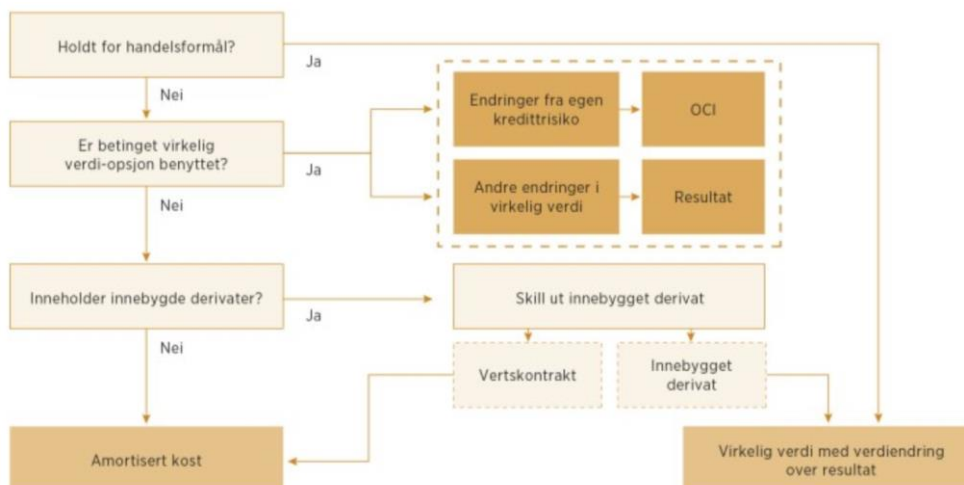 Holdt for handelsformål?
Ja
Nei
Endringer fra egen
kredittrisiko
OCI
Er betinget virkelig
verdi-opsjon benyttet?
Ja
Andre endringer i
virkelig verdi
Resultat
Nei
Inneholder innebygde derivater?
Ja
Skill ut innebygget derivat
Nei
Vertskontrakt
Innebygget
derivat
Amortisert kost
Virkelig verdi med verdiendring
over resultat